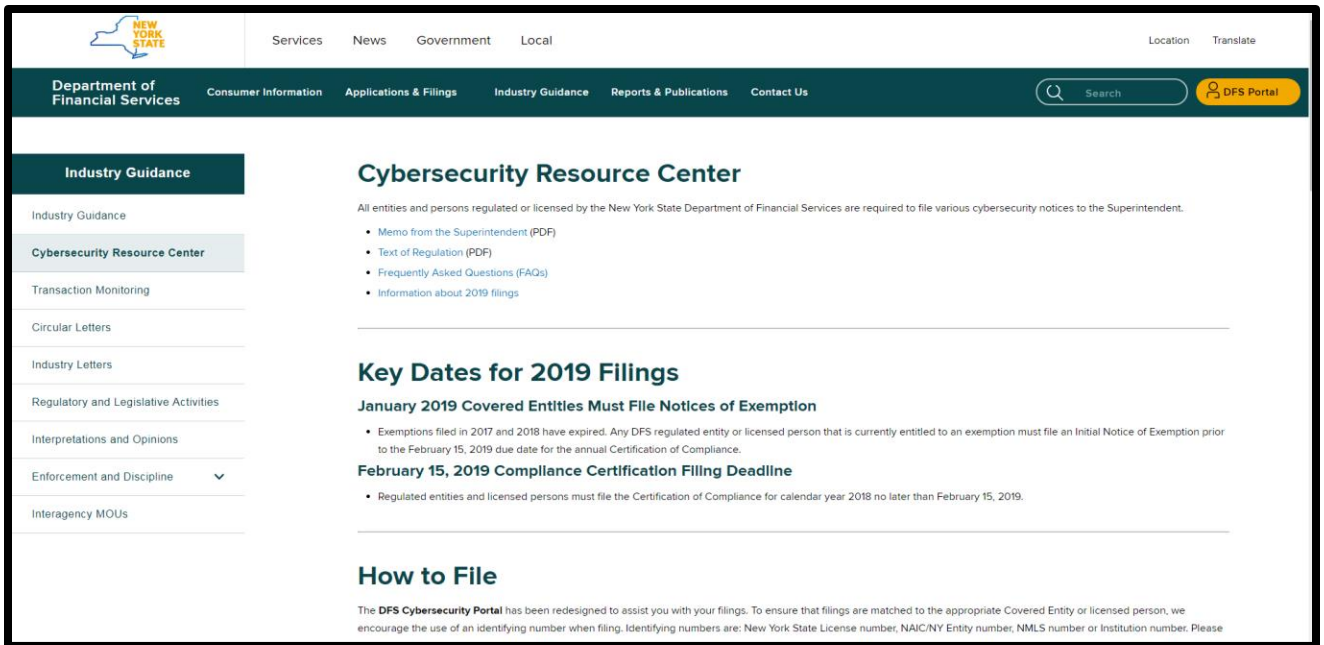 NEW
YORK
STATE
Services News Government Local
Location Translate
Department of
Financial Services
Consumer Information Applications & Filings Industry Guidance Reports & Publications Contact Us
Search
DFS Portal
Industry Guidance
Industry Guidance
Cybersecurity Resource Center
Transaction Monitoring
Circular Letters
Industry Letters
Regulatory and Legislative Activities
Interpretations and Opinions
Enforcement and Discipline
Interagency MOUs
Cybersecurity Resource Center
All entities and persons regulated or licensed by the New York State Department of Financial Services are required to file various cybersecurity notices to the Superintendent.
• Memo from the Superintendent (PDF)
• Text of Regulation (PDF)
• Frequently Asked Questions (FAQs)
• Information about 2019 filings
Key Dates for 2019 Filings
January 2019 Covered Entities Must File Notices of Exemption
• Exemptions filed in 2017 and 2018 have expired. Any DFS regulated entity or licensed person that is currently entitled to an exemption must file an Initial Notice of Exemption prior
to the February 15, 2019 due date for the annual Certification of Compliance.
February 15, 2019 Compliance Certification Filing Deadline
• Regulated entities and licensed persons must file the Certification of Compliance for calendar year 2018 no later than February 15, 2019.
How to File
The DFS Cybersecurity Portal has been redesigned to assist you with your filings. To ensure that filings are matched to the appropriate Covered Entity or licensed person, we
encourage the use of an identifying number when filing. Identifying numbers are: New York State License number, NAIC/NY Entity number, NMLS number or Institution number. Please